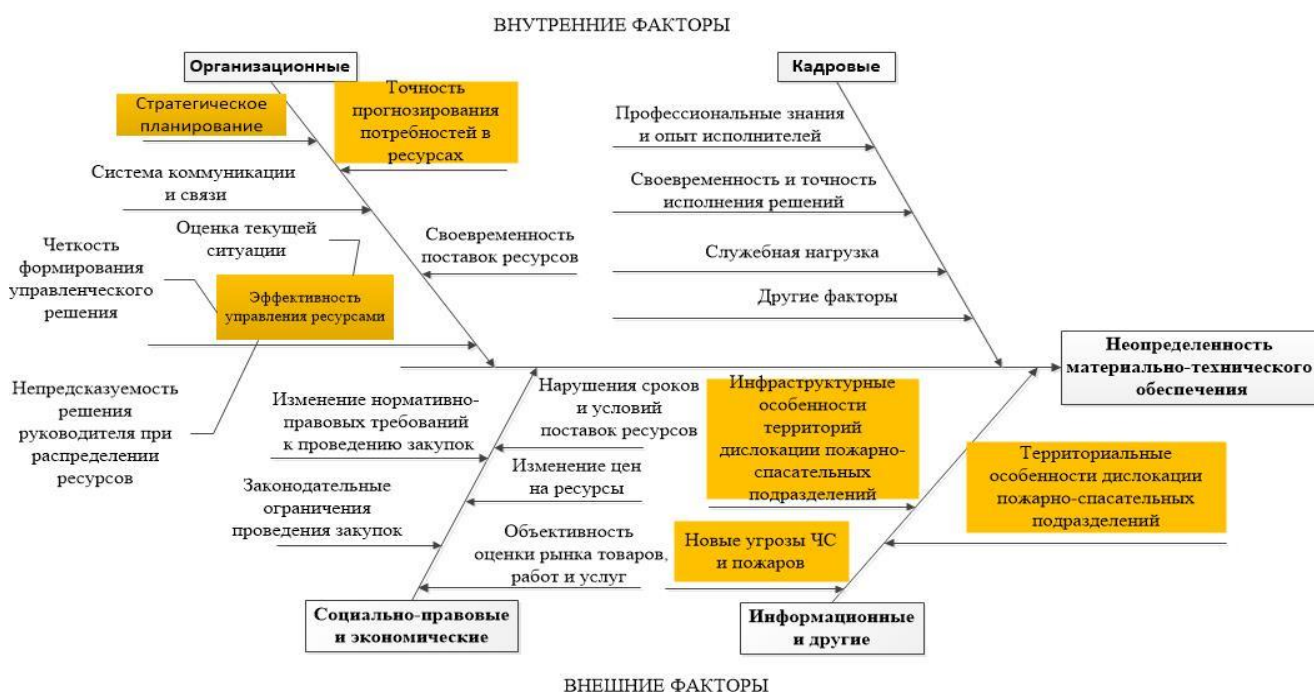 ВНУТРЕННИЕ ФАКТОРЫ
Организационные
Кадровые
Стратегическое
планирование
Точность
прогнозирования
потребностей в
ресурсах
Система коммуникации
и связи
Оценка текущей
ситуации
Своевременность
поставок ресурсов
Четкость
формирования
управленческого
решения
Эффективность
управления ресурсами
Непредсказуемость
решения
руководителя при
распределении
ресурсов
Профессиональные знания
и опыт исполнителей
Своевременность и точность
исполнения решений
Служебная нагрузка
Другие факторы
Неопределенность
материально-технического
обеспечения
Изменение нормативно-
правовых требований
к проведению закупок
Законодательные
ограничения
проведения закупок
Нарушения сроков
и условий
поставок ресурсов
Изменение цен
на ресурсы
Объективность
оценки рынка товаров,
работ и услуг
Инфраструктурные
особенности
территорий
дислокации пожарно-
спасательных
подразделений
Территориальные
особенности дислокации
пожарно-спасательных
подразделений
Новые угрозы ЧС
и пожаров
Социально-правовые
и экономические
Информационные
и другие
ВНЕШНИЕ ФАКТОРЫ